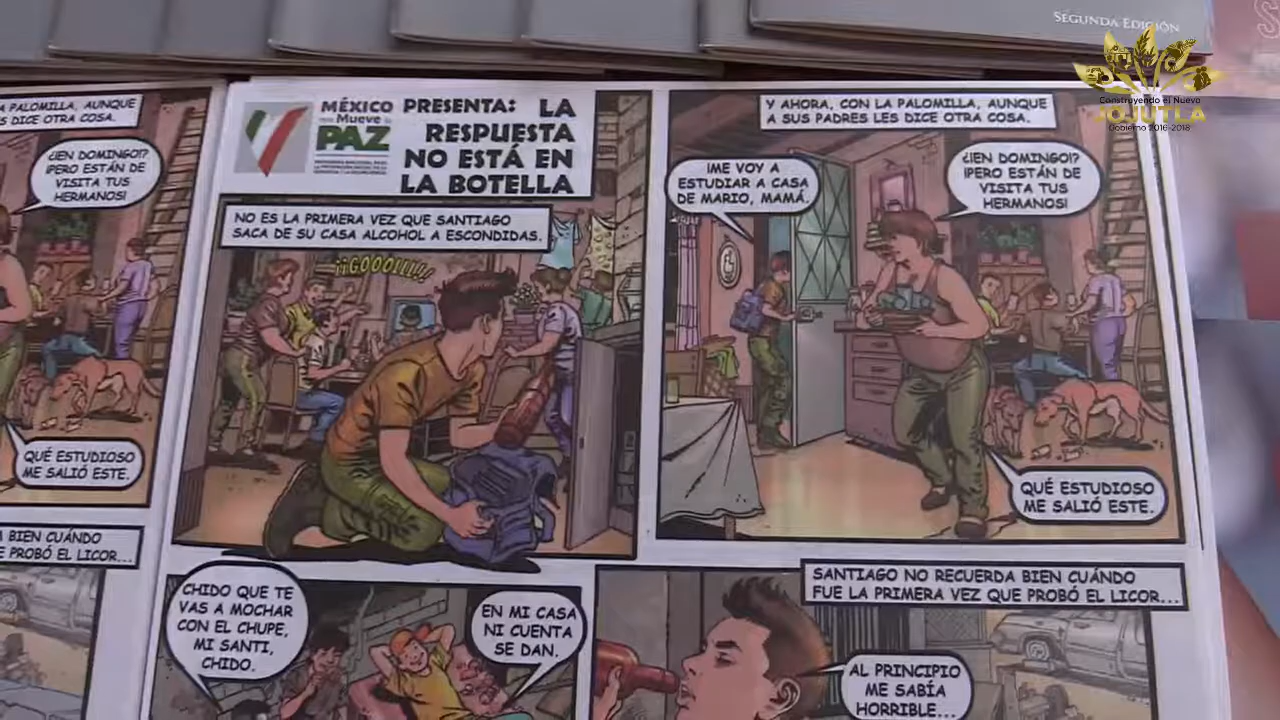 SEGUNDA EDICIÓN
Construyendo el Nuevo
JOJUTLA
Gobierno 2016-2018
A PALOMILLA, AUNQUE
S DICE OTRA COSA.
¿¡EN DOMINGO!?
¡PERO ESTÁN DE
VISITA TUS
HERMANOS!
QUÉ ESTUDIOSO
ME SALIÓ ESTE.
BIEN CUÁNDO
E PROBÓ EL LICOR...
MÉXICO
Mueve
PAZ
PRESENTA: LA
RESPUESTA
NO ESTÁ EN
LA BOTELLA
NO ES LA PRIMERA VEZ QUE SANTIAGO
SACA DE SU CASA ALCOHOL A ESCONDIDAS.
¡¡GOOOII!!!
Y AHORA, CON LA PALOMILLA, AUNQUE
A SUS PADRES LES DICE OTRA COSA.
¡ME VOY A
ESTUDIAR A CASA
DE MARIO, MAMÁ.
¿¡EN DOMINGO!?
¡PERO ESTÁN DE
VISITA TUS
HERMANOS!
QUÉ ESTUDIOSO
ME SALIÓ ESTE.
CHIDO QUE TE
VAS A MOCHAR
CON EL CHUPE,
MI SANTI,
CHIDO.
EN MI CASA
NI CUENTA
SE DAN.
SANTIAGO NO RECUERDA BIEN CUÁNDO
FUE LA PRIMERA VEZ QUE PROBÓ EL LICOR...
AL PRINCIPIO
ME SABÍA
HORRIBLE...